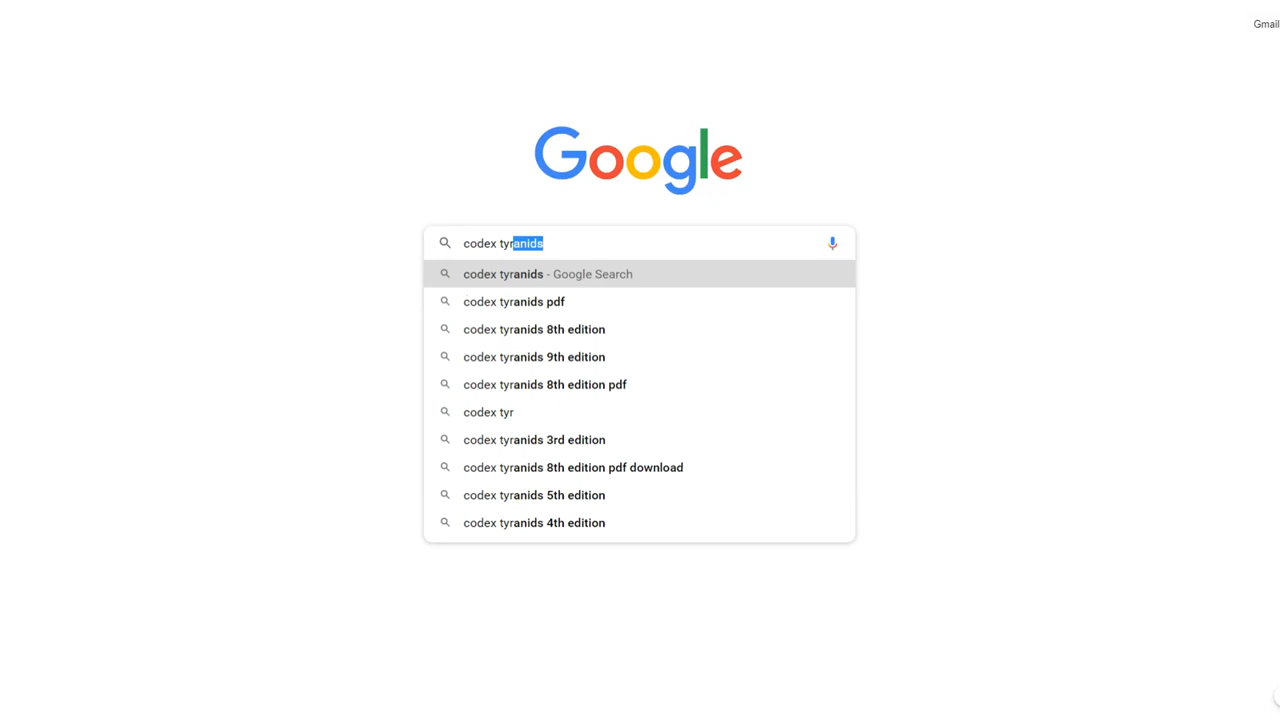 Gmail
Google
codex tyranids
codex tyranids - Google Search
codex tyranids pdf
codex tyranids 8th edition
codex tyranids 9th edition
codex tyranids 8th edition pdf
codex tyr
codex tyranids 3rd edition
codex tyranids 8th edition pdf download
codex tyranids 5th edition
codex tyranids 4th edition